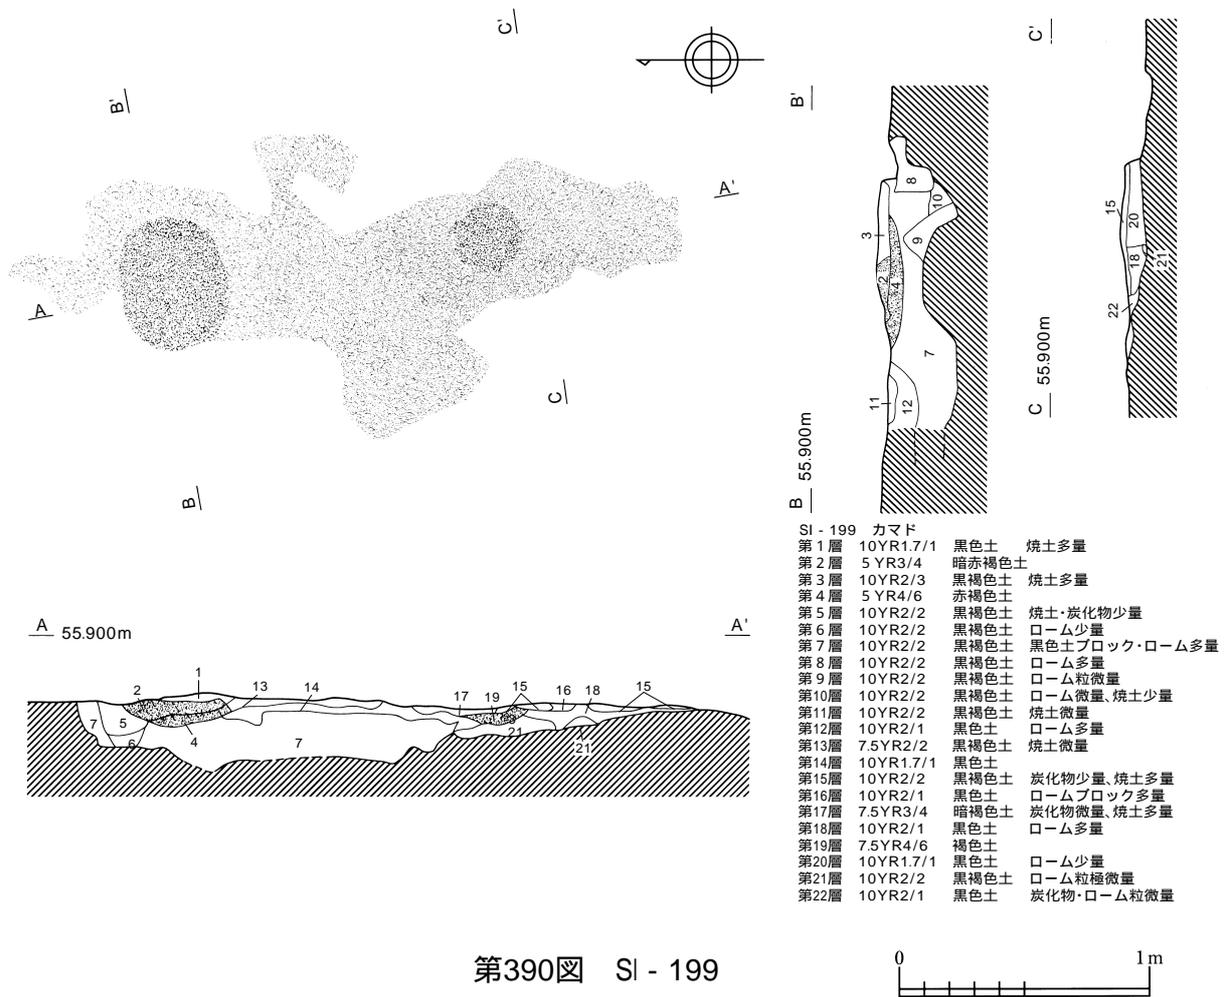 C'
B'
A'
A
C
B
B'
8
10
3
9
2
4
7
11
12
B 55.900m
C'
15
20
18
21
22
C 55.900m
A 55.900m
A'
1
2
13
14
17
19
15
16
18
15
7
5
6
4
7
21
21
SI - 199 カマド
第1層 10YR1.7/1 黒色土 焼土多量
第2層 5YR3/4 暗赤褐色土
第3層 10YR2/3 黒褐色土 焼土多量
第4層 5YR4/6 赤褐色土
第5層 10YR2/2 黒褐色土 焼土・炭化物少量
第6層 10YR2/2 黒褐色土 ローム少量
第7層 10YR2/2 黒褐色土 黒色土ブロック・ローム多量
第8層 10YR2/2 黒褐色土 ローム多量
第9層 10YR2/2 黒褐色土 ローム粒微量
第10層 10YR2/2 黒褐色土 ローム微量、焼土少量
第11層 10YR2/2 黒褐色土 焼土微量
第12層 10YR2/1 黒色土 ローム多量
第13層 7.5YR2/2 黒褐色土 焼土微量
第14層 10YR1.7/1 黒色土
第15層 10YR2/2 黒褐色土 炭化物少量、焼土多量
第16層 10YR2/1 黒色土 ロームブロック多量
第17層 7.5YR3/4 暗褐色土 炭化物微量、焼土多量
第18層 10YR2/1 黒色土 ローム多量
第19層 7.5YR4/6 褐色土
第20層 10YR1.7/1 黒色土 ローム少量
第21層 10YR2/2 黒褐色土 ローム粒極微量
第22層 10YR2/1 黒色土 炭化物・ローム粒微量
第390図 SI - 199
0 1m